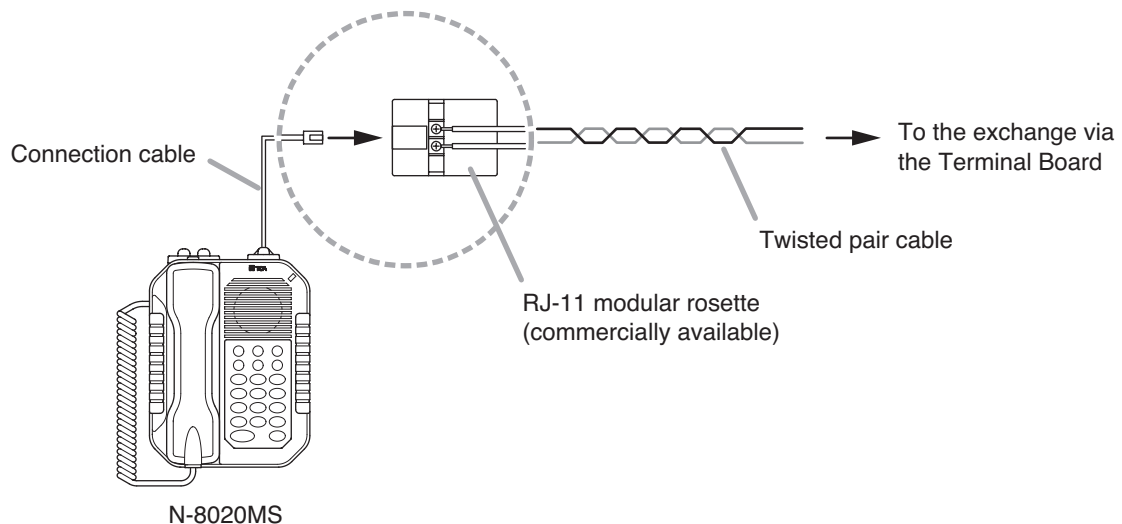 Connection cable
To the exchange via
the Terminal Board
Twisted pair cable
RJ-11 modular rosette
(commercially available)
TOA
N-8020MS